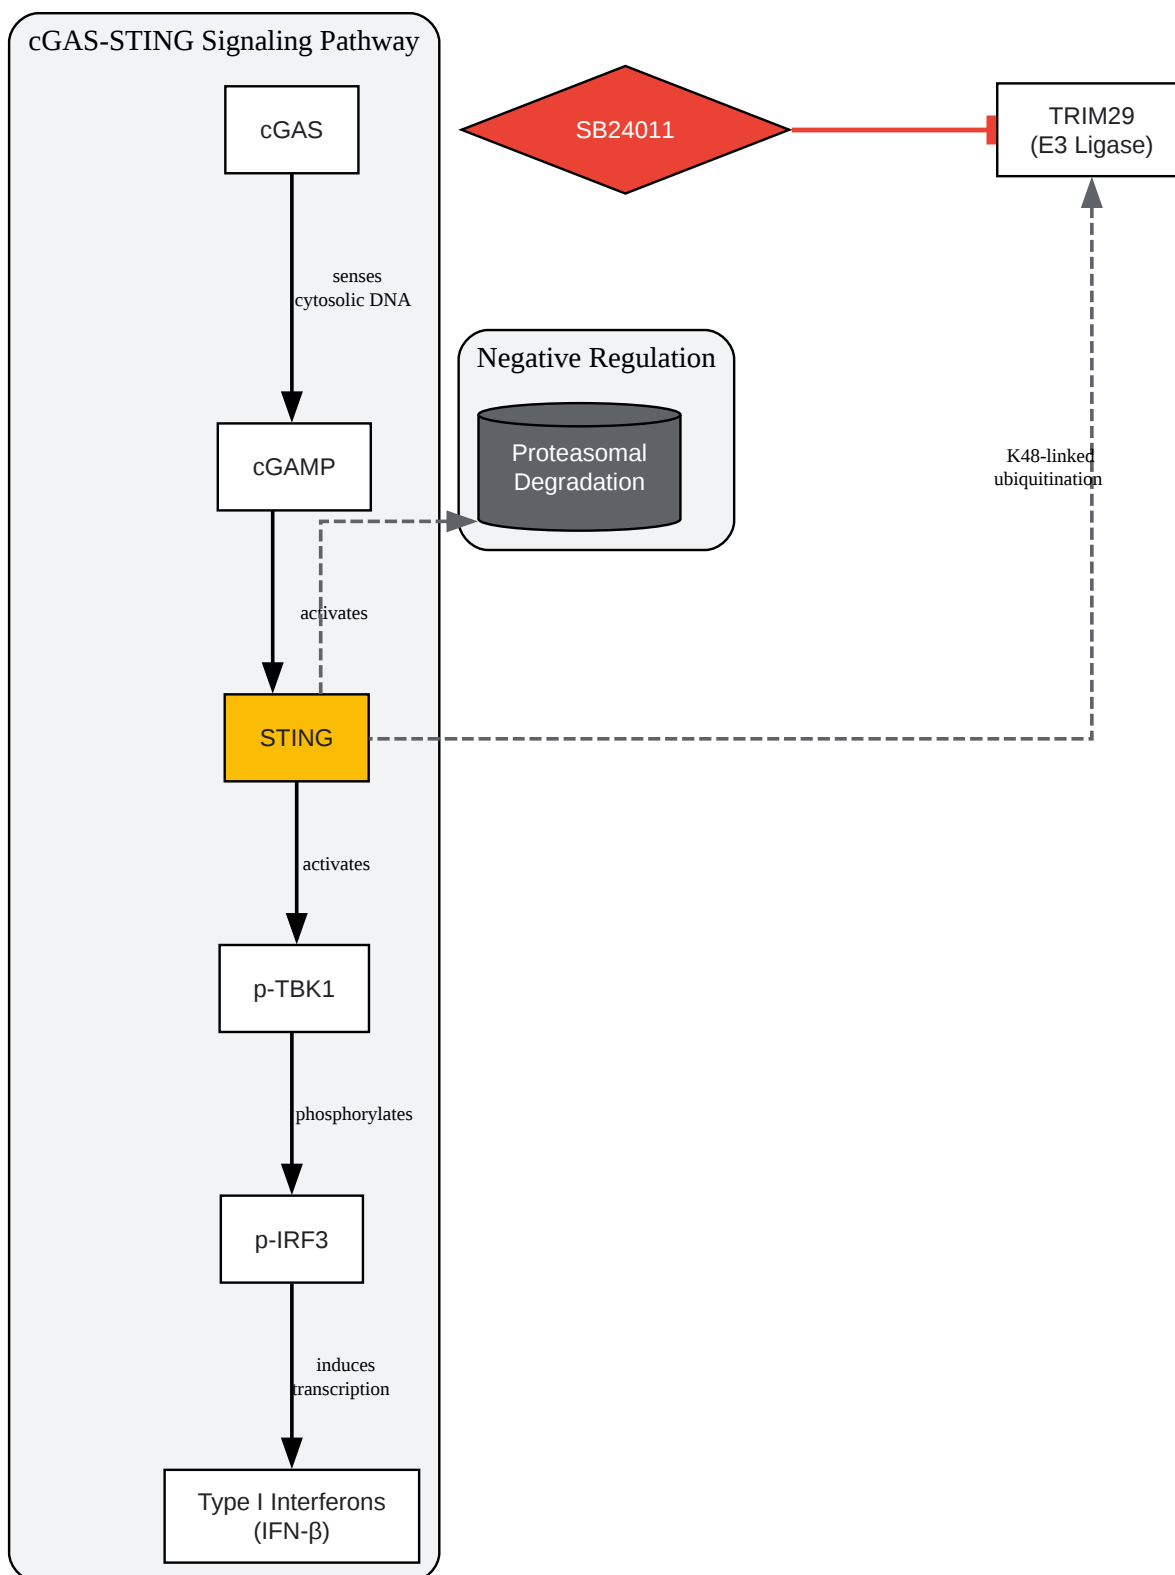 cGAS-STING Signaling Pathway
cGAS
SB24011
TRIM29
(E3 Ligase)
senses
cytosolic DNA
Negative Regulation
Proteasomal
Degradation
cGAMP
K48-linked
ubiquitination
activates
STING
activates
p-TBK1
phosphorylates
p-IRF3
induces
transcription
Type I Interferons
(IFN-β)